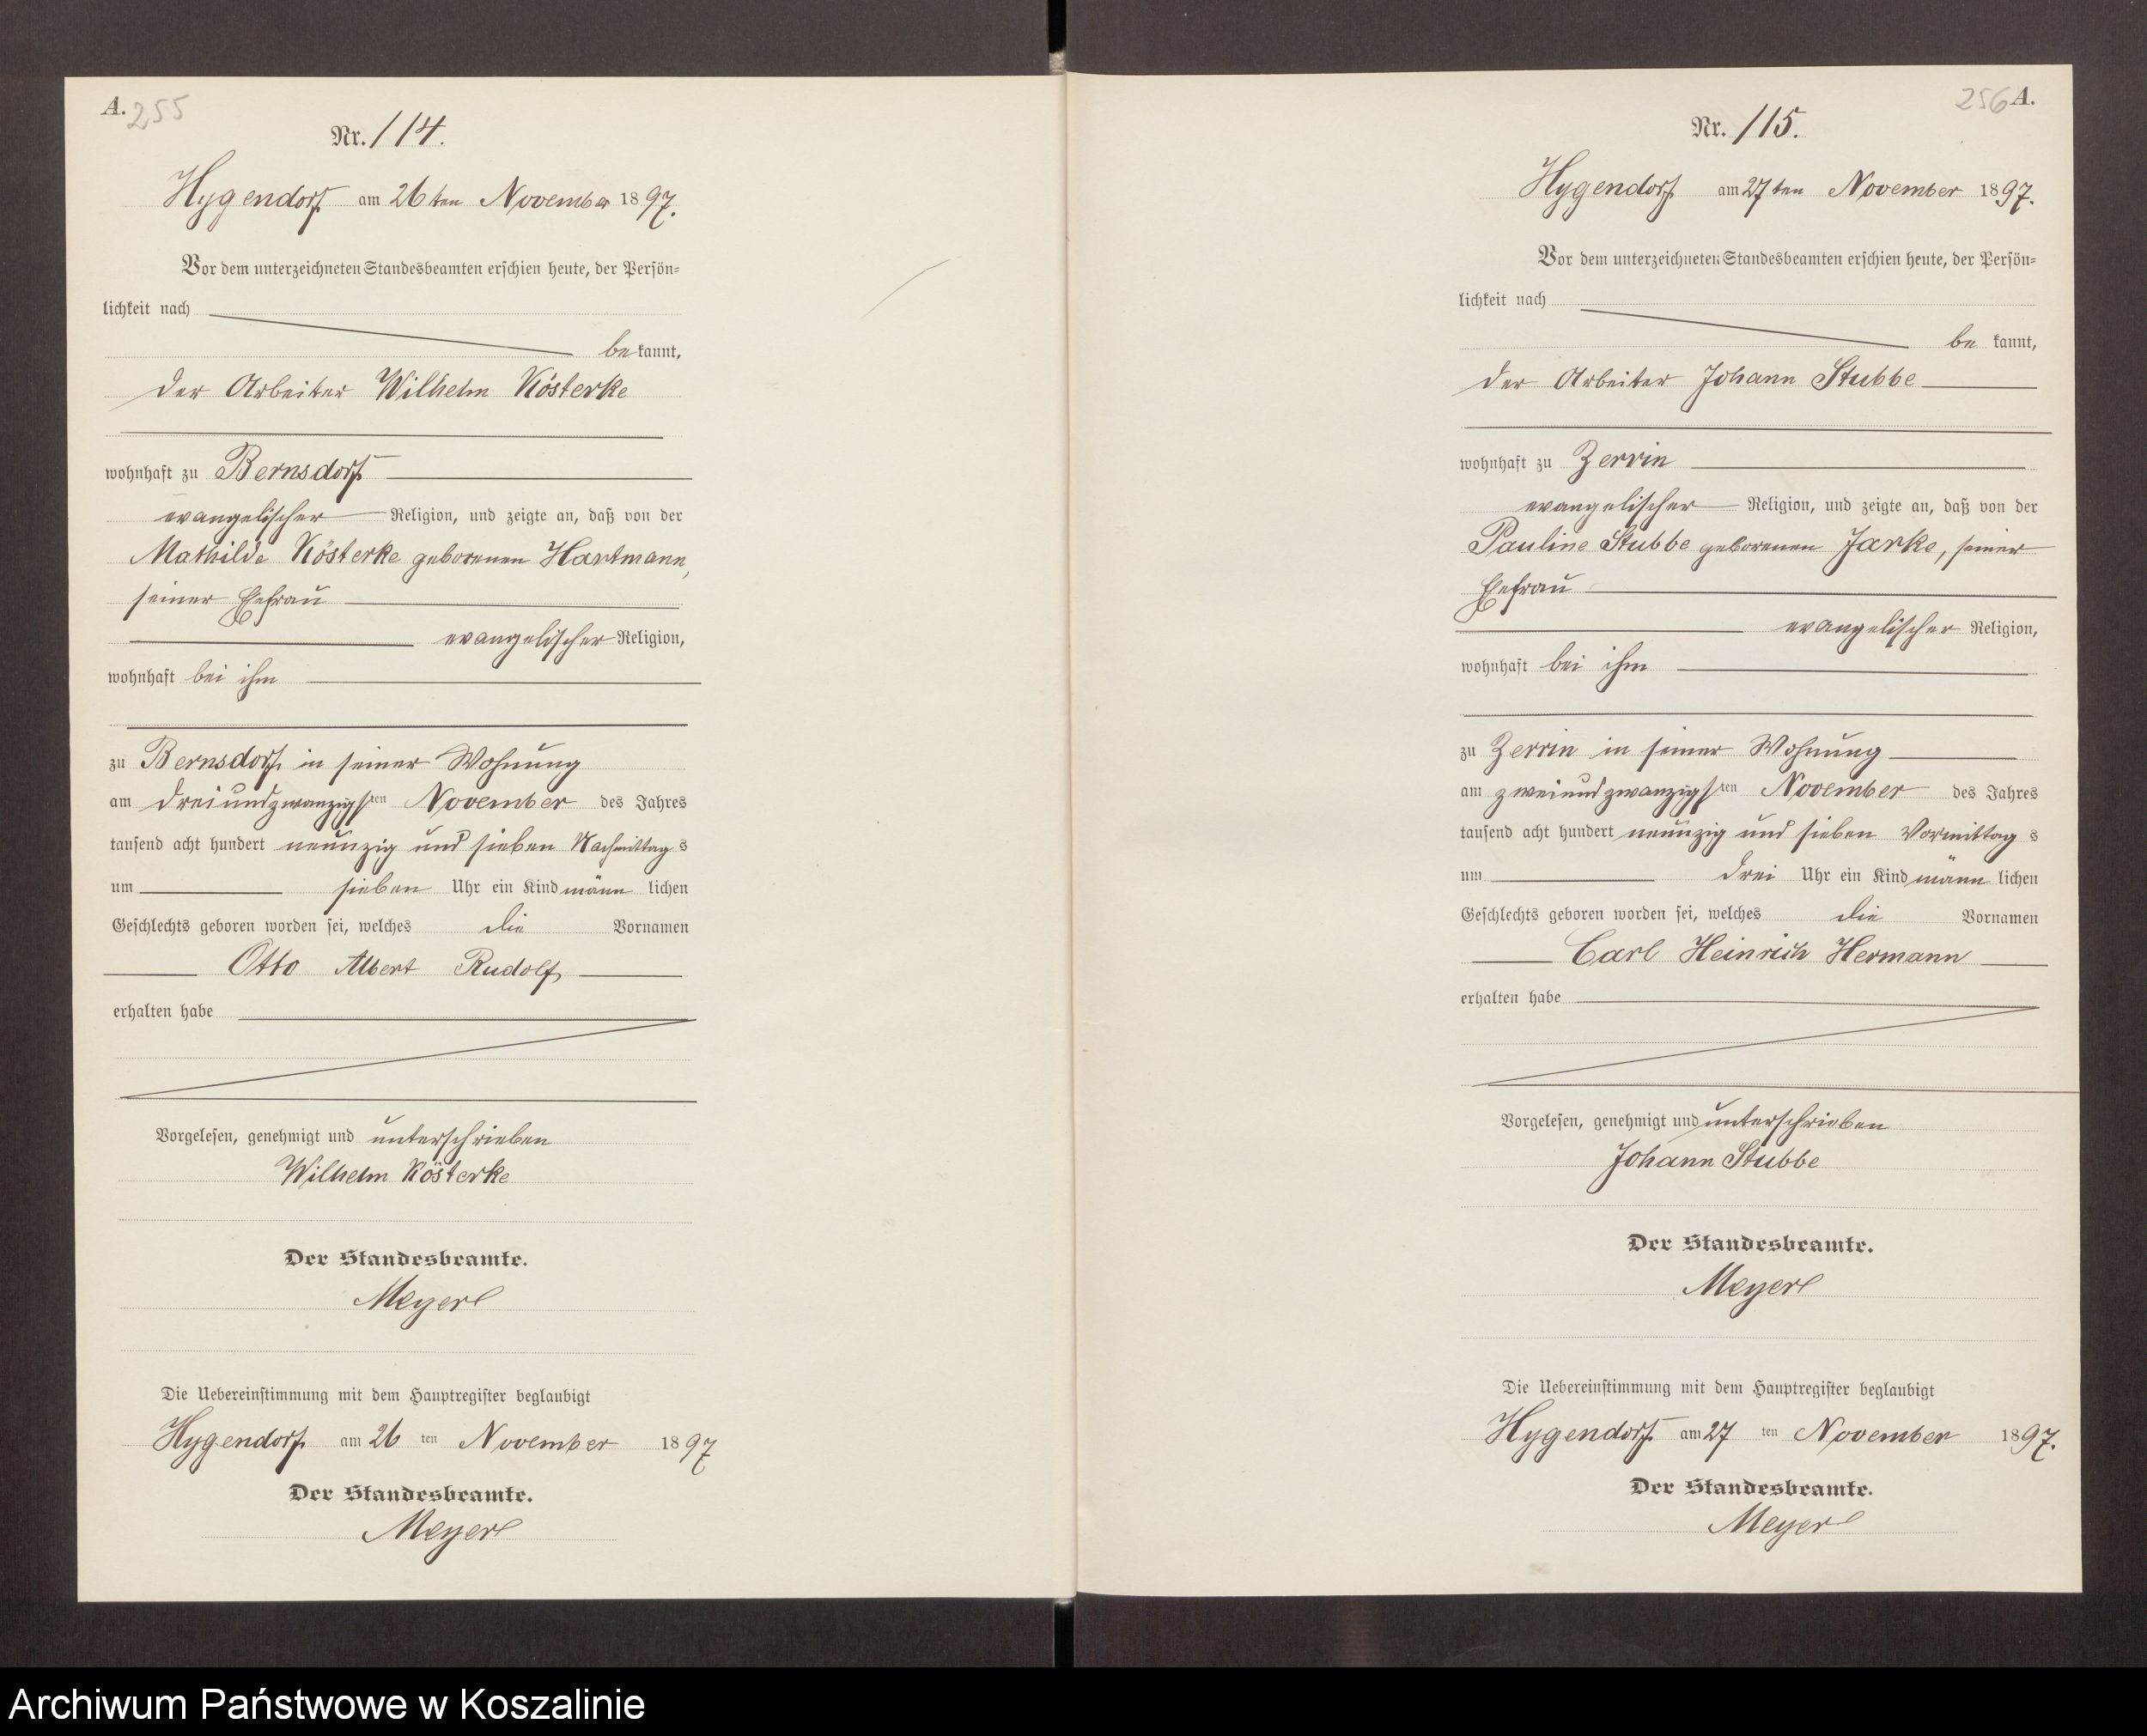 A. 255
Nr. 114.
Hygendorf am 26ten November 1897.
Vor dem unterzeichneten Standesbeamten erschien heute, der Persön=
lichkeit nach
bekannt,
der Arbeiter Wilhelm Kösterke
wohnhaft zu Bernsdorf
evangelischer Religion, und zeigte an, daß von der
Mathilde Kösterke geborenen Hartmann,
seiner Ehefrau
evangelischer Religion,
wohnhaft bei ihm
zu Bernsdorf in seiner Wohnung
am dreiundzwanzigsten November des Jahres
tausend acht hundert neunzig und sieben Nachmittags
um sieben Uhr ein Kind männlichen
Geschlechts geboren worden sei, welches die Vornamen
Otto Albert Rudolf,
erhalten habe
Vorgelesen, genehmigt und unterschrieben
Wilhelm Kösterke
Der Standesbeamte.
Meyer
Die Uebereinstimmung mit dem Hauptregister beglaubigt
Hygendorf am 26 ten November 1897
Der Standesbeamte.
Meyer
256 A.
Nr. 115.
Hygendorf am 27ten November 1897.
Vor dem unterzeichneten Standesbeamten erschien heute, der Persön=
lichkeit nach
bekannt,
der Arbeiter Johann Stubbe
wohnhaft zu Zerrin
evangelischer Religion, und zeigte an, daß von der
Pauline Stubbe geborenen Jarke, seiner
Ehefrau
evangelischer Religion,
wohnhaft bei ihm
zu Zerrin in seiner Wohnung
am zweiundzwanzigsten November des Jahres
tausend acht hundert neunzig und sieben Vormittags
um drei Uhr ein Kind männlichen
Geschlechts geboren worden sei, welches die Vornamen
Carl Heinrich Hermann
erhalten habe
Vorgelesen, genehmigt und unterschrieben
Johann Stubbe
Der Standesbeamte.
Meyer
Die Uebereinstimmung mit dem Hauptregister beglaubigt
Hygendorf am 27 ten November 1897.
Der Standesbeamte.
Meyer
Archiwum Państwowe w Koszalinie